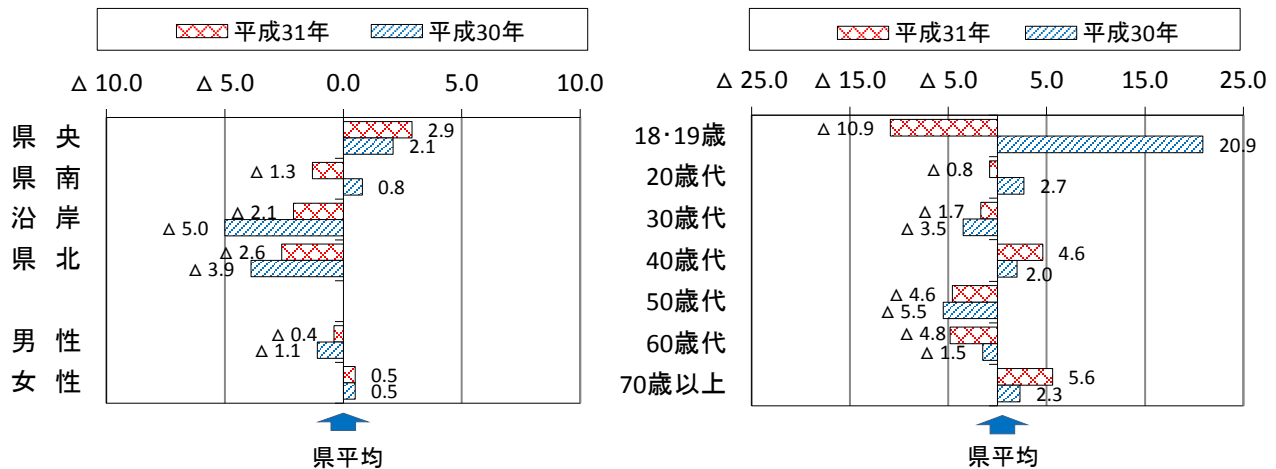 平成31年 平成30年
△ 10.0 △ 5.0 0.0 5.0 10.0
県 央 2.9
2.1
県 南 △ 1.3
0.8
沿 岸 △ 2.1
△ 5.0
県 北 △ 2.6
△ 3.9
男 性 △ 0.4
△ 1.1
女 性 0.5
0.5
県平均
平成31年 平成30年
△ 25.0 △ 15.0 △ 5.0 5.0 15.0 25.0
18･19歳 △ 10.9
20.9
20歳代 △ 0.8
2.7
30歳代 △ 1.7
△ 3.5
40歳代 4.6
2.0
50歳代 △ 4.6
△ 5.5
60歳代 △ 4.8
△ 1.5
70歳以上 5.6
2.3
県平均